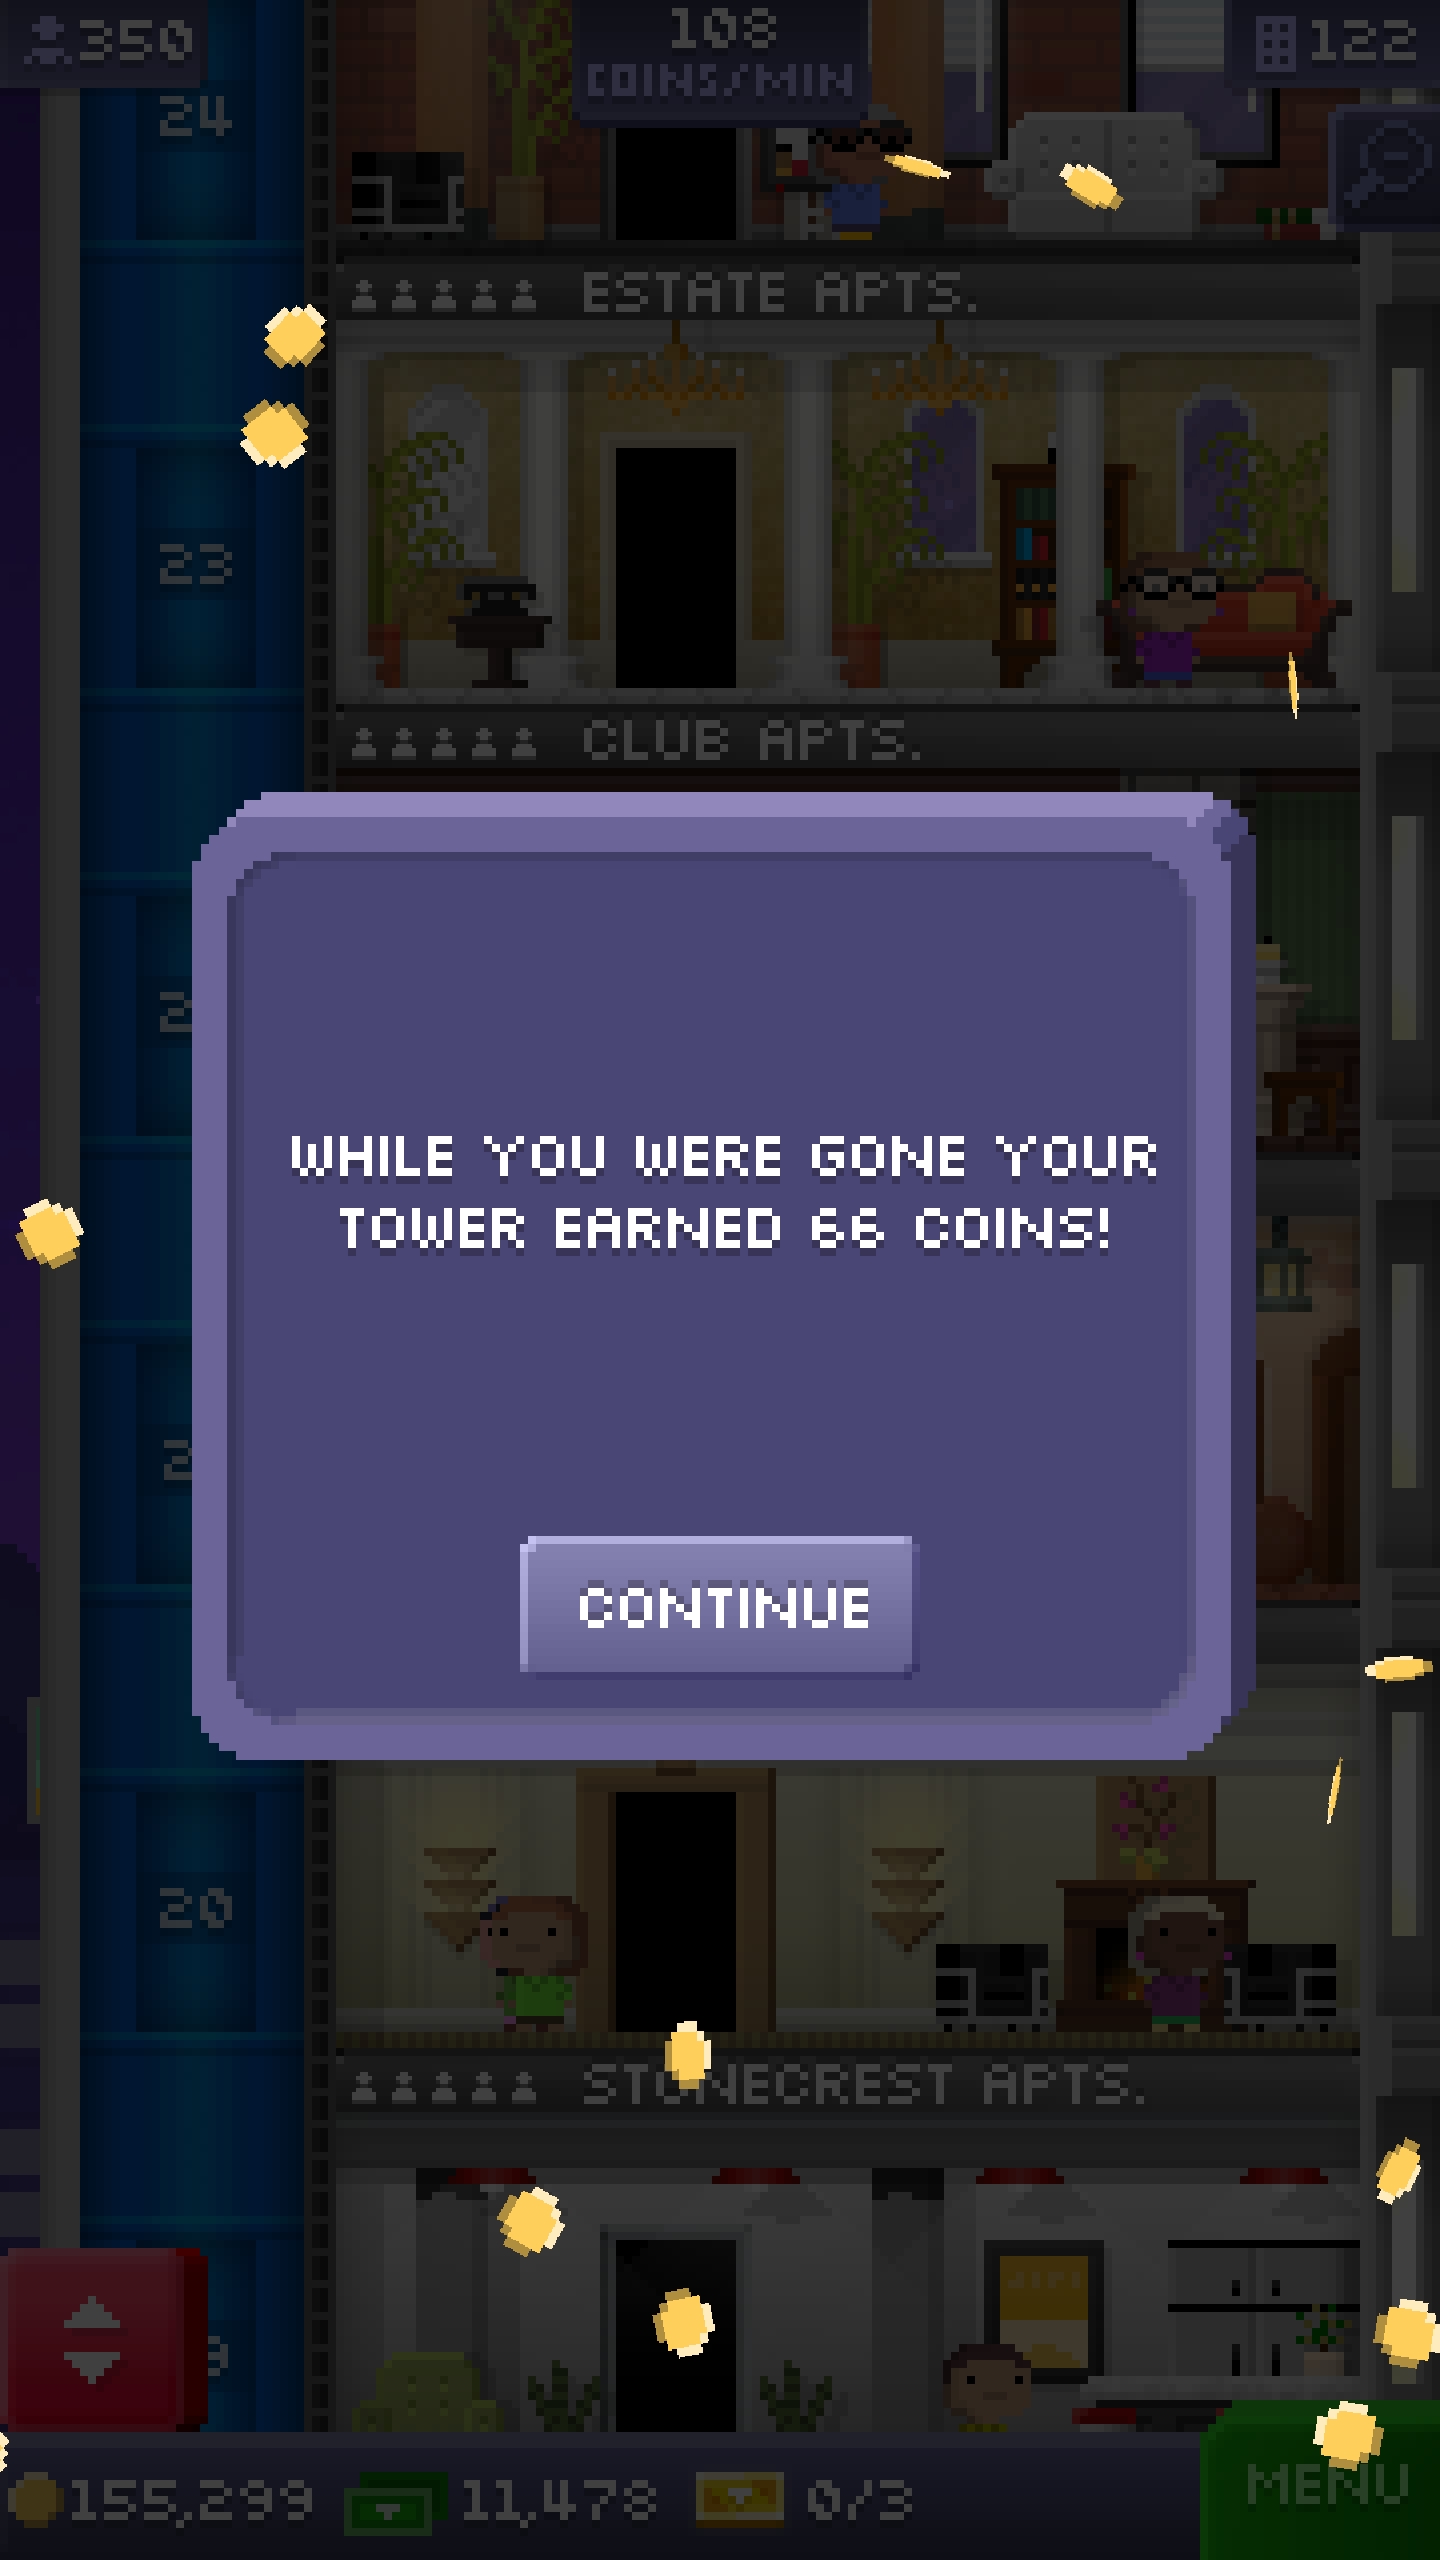 350
108
COINS/MIN
122
24
ESTATE APTS.
23
CLUB APTS.
WHILE YOU WERE GONE YOUR
TOWER EARNED 66 COINS!
CONTINUE
20
STONECREST APTS.
155,299
11,478
0/3
MENU